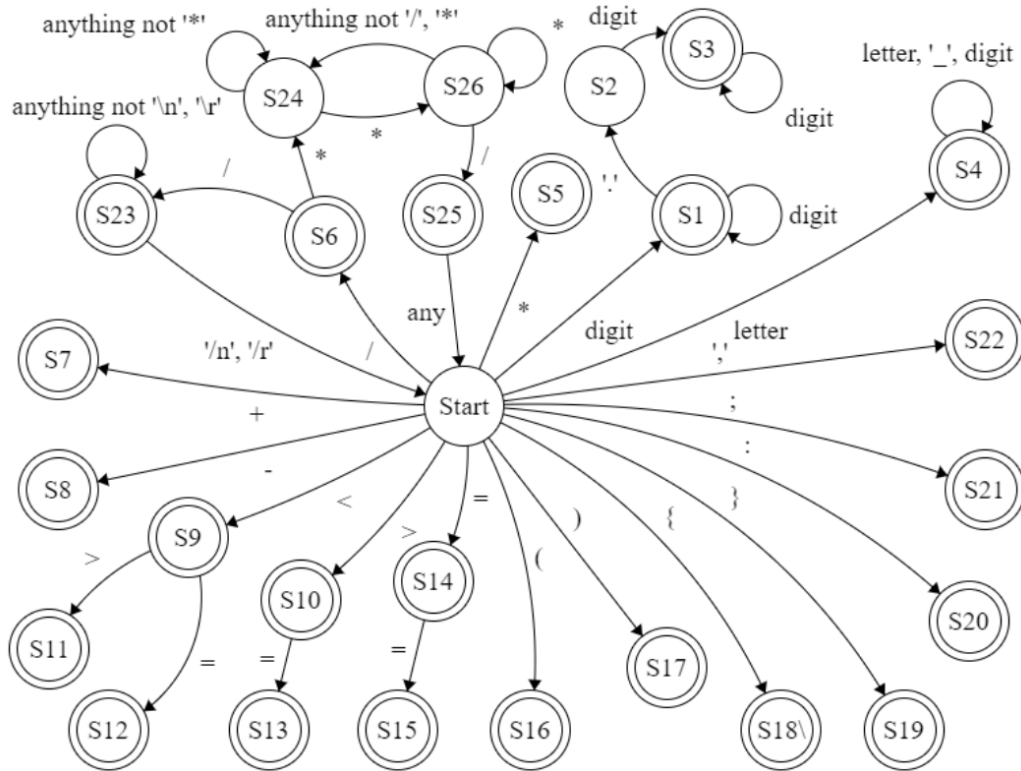 anything not '*'
anything not '/', '*'
*
digit
S3
letter, '_', digit
S24
S26
S2
anything not '\n', '\r'
*
digit
/
*
/
S4
S23
S6
S25
S5
'.'
S1
digit
any
*
S7
'/n', '/r'
/
digit
letter
','
S22
+
Start
;
:
S8
-
S21
S9
<
>
=
)
{
}
>
S14
(
S10
S20
S11
=
=
=
S17
S12
S13
S15
S16
S18\
S19